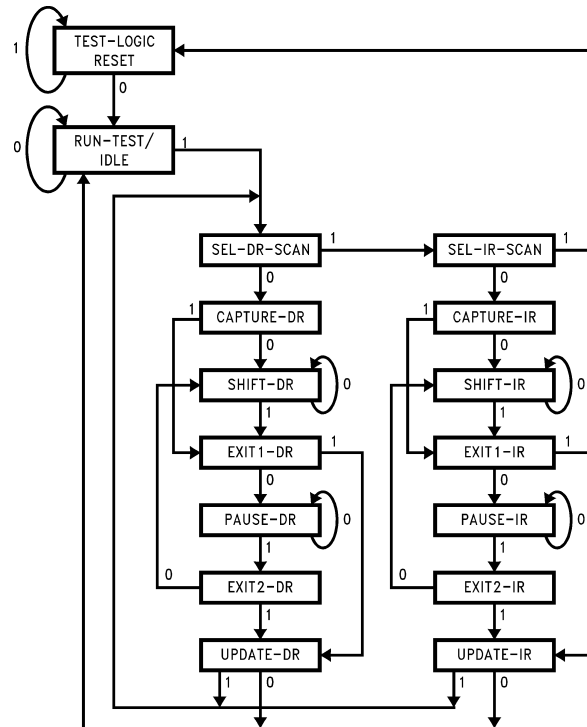 TEST-LOGIC
RESET
1
0
RUN-TEST/
IDLE
0
1
SEL-DR-SCAN
1
SEL-IR-SCAN
1
0
0
1
CAPTURE-DR
1
CAPTURE-IR
0
0
SHIFT-DR
0
SHIFT-IR
0
1
1
EXIT1-DR
1
EXIT1-IR
1
0
0
PAUSE-DR
0
PAUSE-IR
0
1
1
0
EXIT2-DR
0
EXIT2-IR
1
1
UPDATE-DR
UPDATE-IR
1
0
1
0